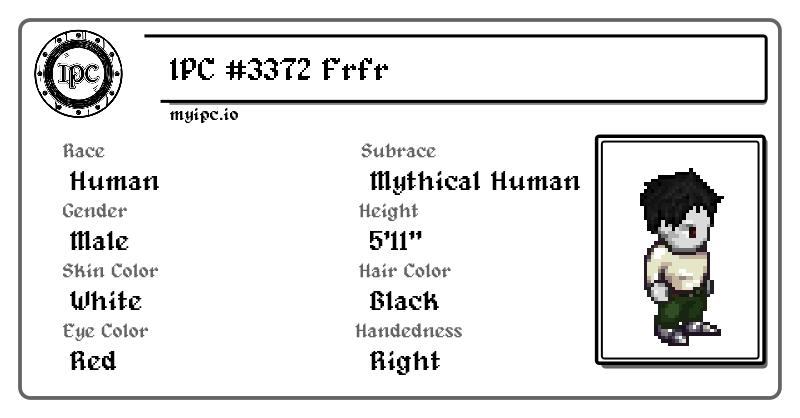 IPC
IPC #3372 Frfr
myipc.io
Race
Human
Subrace
Mythical Human
Gender
Male
Height
5'11"
Skin Color
White
Hair Color
Black
Eye Color
Red
Handedness
Right